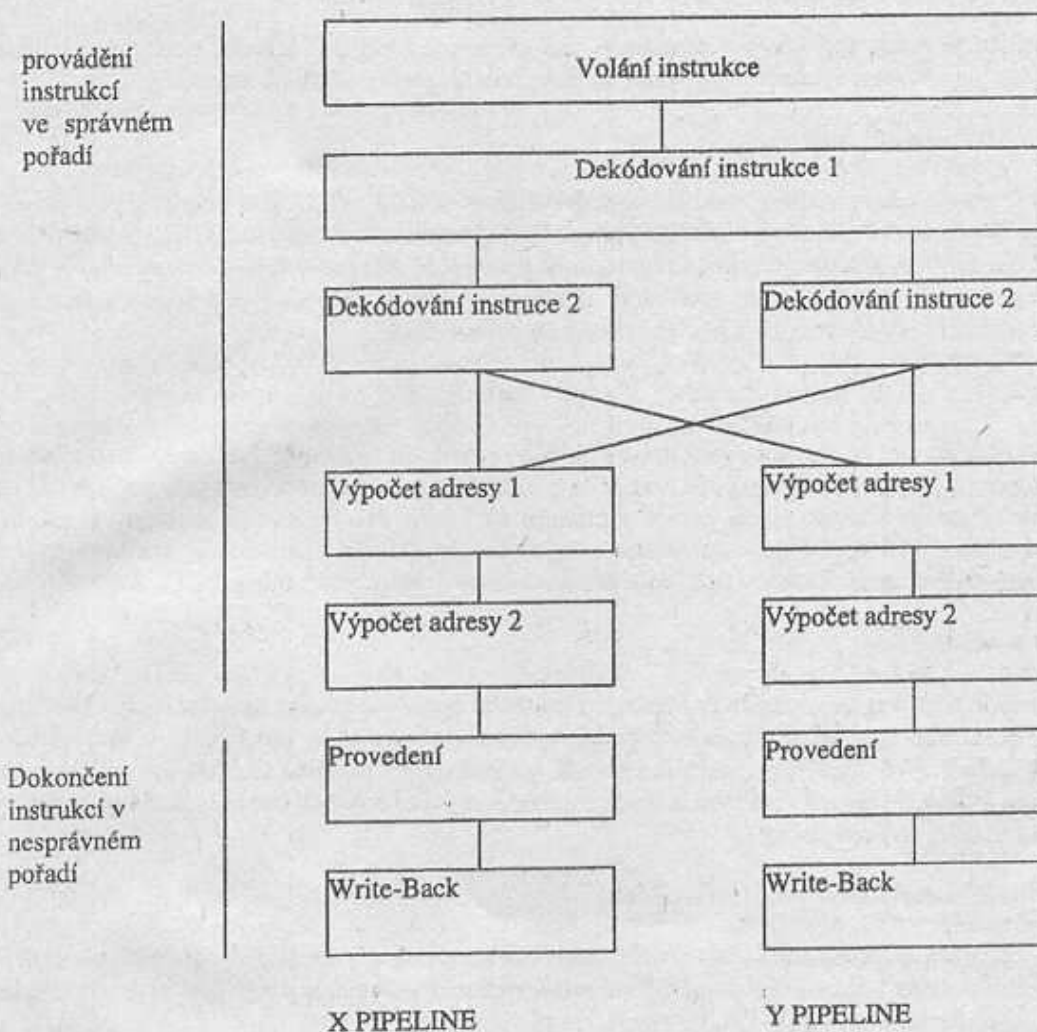 provádění
instrukcí
ve správném
pořadí
Volání instrukce
Dekódování instrukce 1
Dekódování instruce 2
Dekódování instruce 2
Výpočet adresy 1
Výpočet adresy 1
Výpočet adresy 2
Výpočet adresy 2
Provedení
Provedení
Dokončení
instrukcí v
nesprávném
pořadí
Write-Back
Write-Back
X PIPELINE
Y PIPELINE